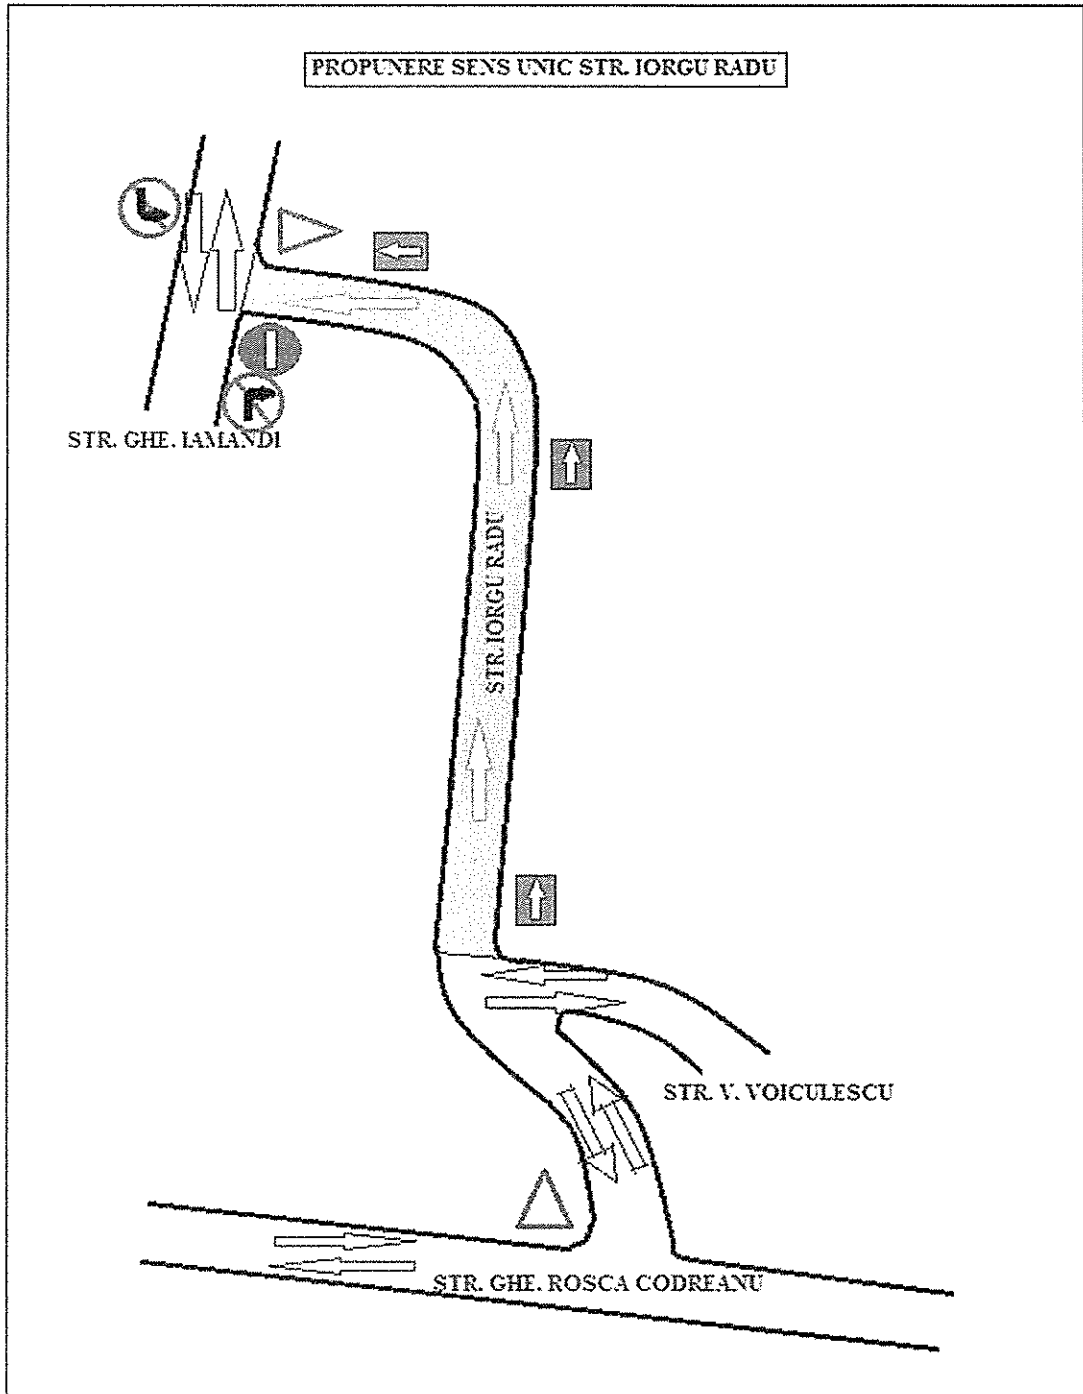 PROPUNERE SENS UNIC STR. IORGU RADU
STR. GHE. IAMANDI
STR. IORGU RADU
STR. V. VOICULESCU
STR. GHE. ROSCA CODREANU